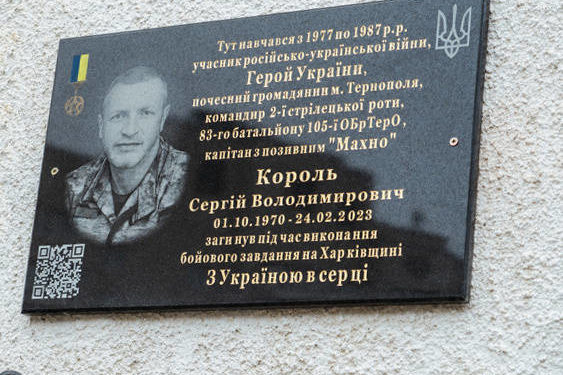 Тут навчався з 1977 по 1987 р.р.
учасник російсько-української війни,
Герой України,
почесний громадянин м. Тернополя,
командир 2-ї стрілецької роти,
83-го батальйону 105-ї ОБрТерО,
капітан з позивним "Махно"
Король
Сергій Володимирович
01.10.1970 - 24.02.2023
загинув під час виконання
бойового завдання на Харківщині
З Україною в серці